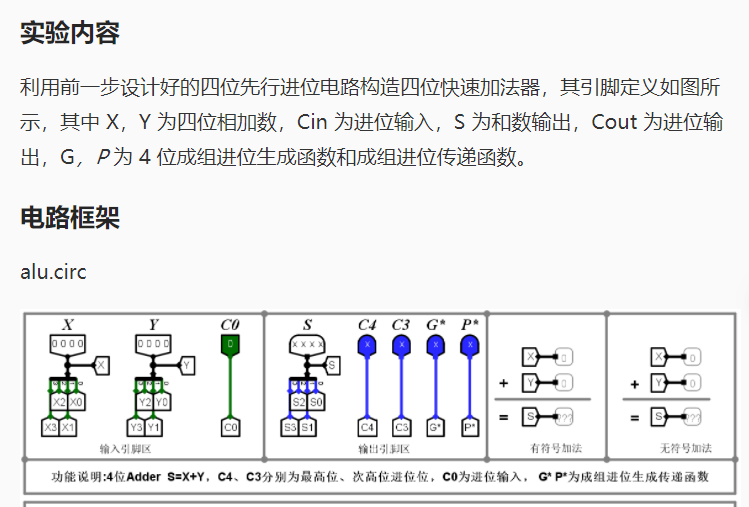 实验内容
利用前一步设计好的四位先行进位电路构造四位快速加法器，其引脚定义如图所
示，其中 X，Y 为四位相加数，Cin 为进位输入，S 为和数输出，Cout 为进位输
出，G，P 为 4 位成组进位生成函数和成组进位传递函数。
电路框架
alu.circ
X Y C0 S C4 C3 G* P*
0 0 0 0 0 0 0 0 0 x x x x x x x x
X Y S
X Y S X Y S
X2 X0 Y2 Y0 S2 S0
X3 X1 Y3 Y1 C0 S3 S1 C4 C3 G* P*
+ = + =
输入引脚区 输出引脚区 有符号加法 无符号加法
功能说明:4位Adder S=X+Y，C4、C3分别为最高位、次高位进位位，C0为进位输入， G* P*为成组进位生成传递函数